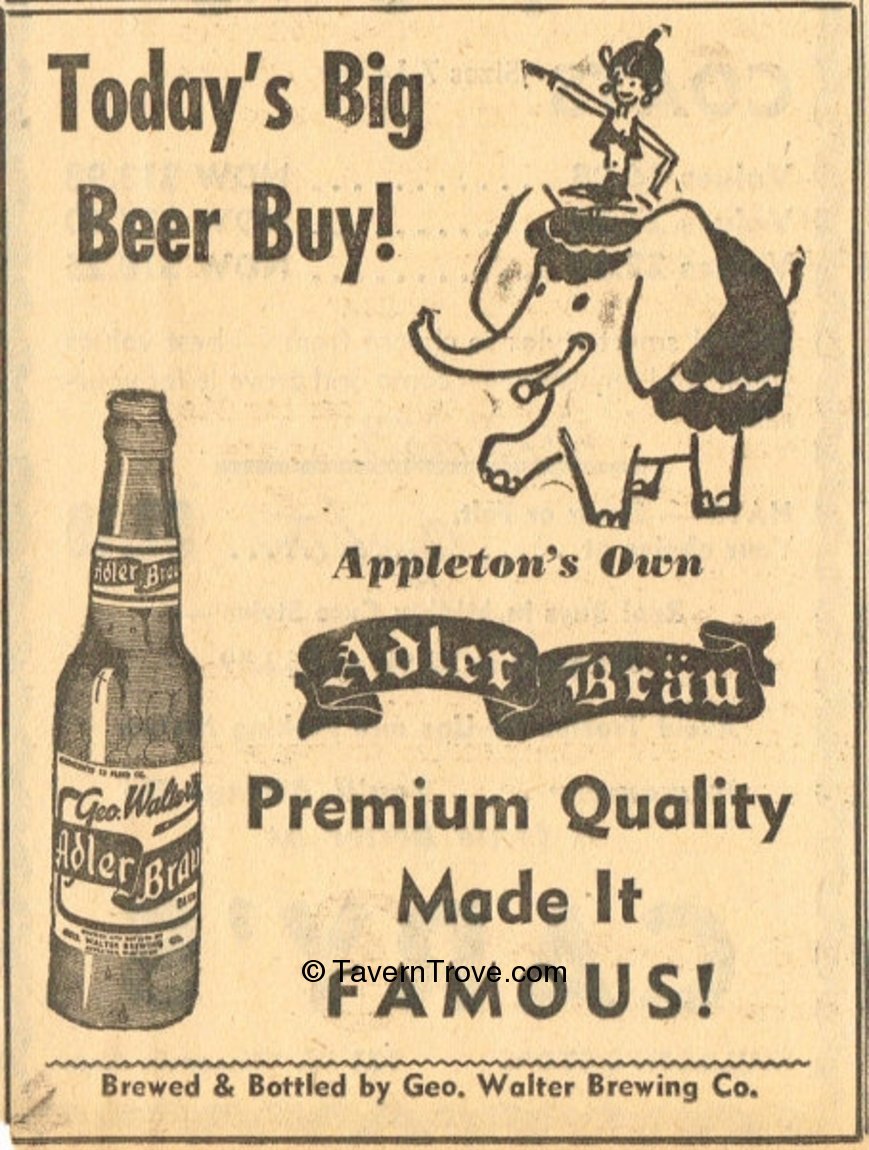 Today's Big
Beer Buy!
Adler Bräu
Appleton's Own
Adler Bräu
Geo. Walter's
Adler Bräu
Premium Quality
Made It
FAMOUS!
© TavernTrove.com
Brewed & Bottled by Geo. Walter Brewing Co.